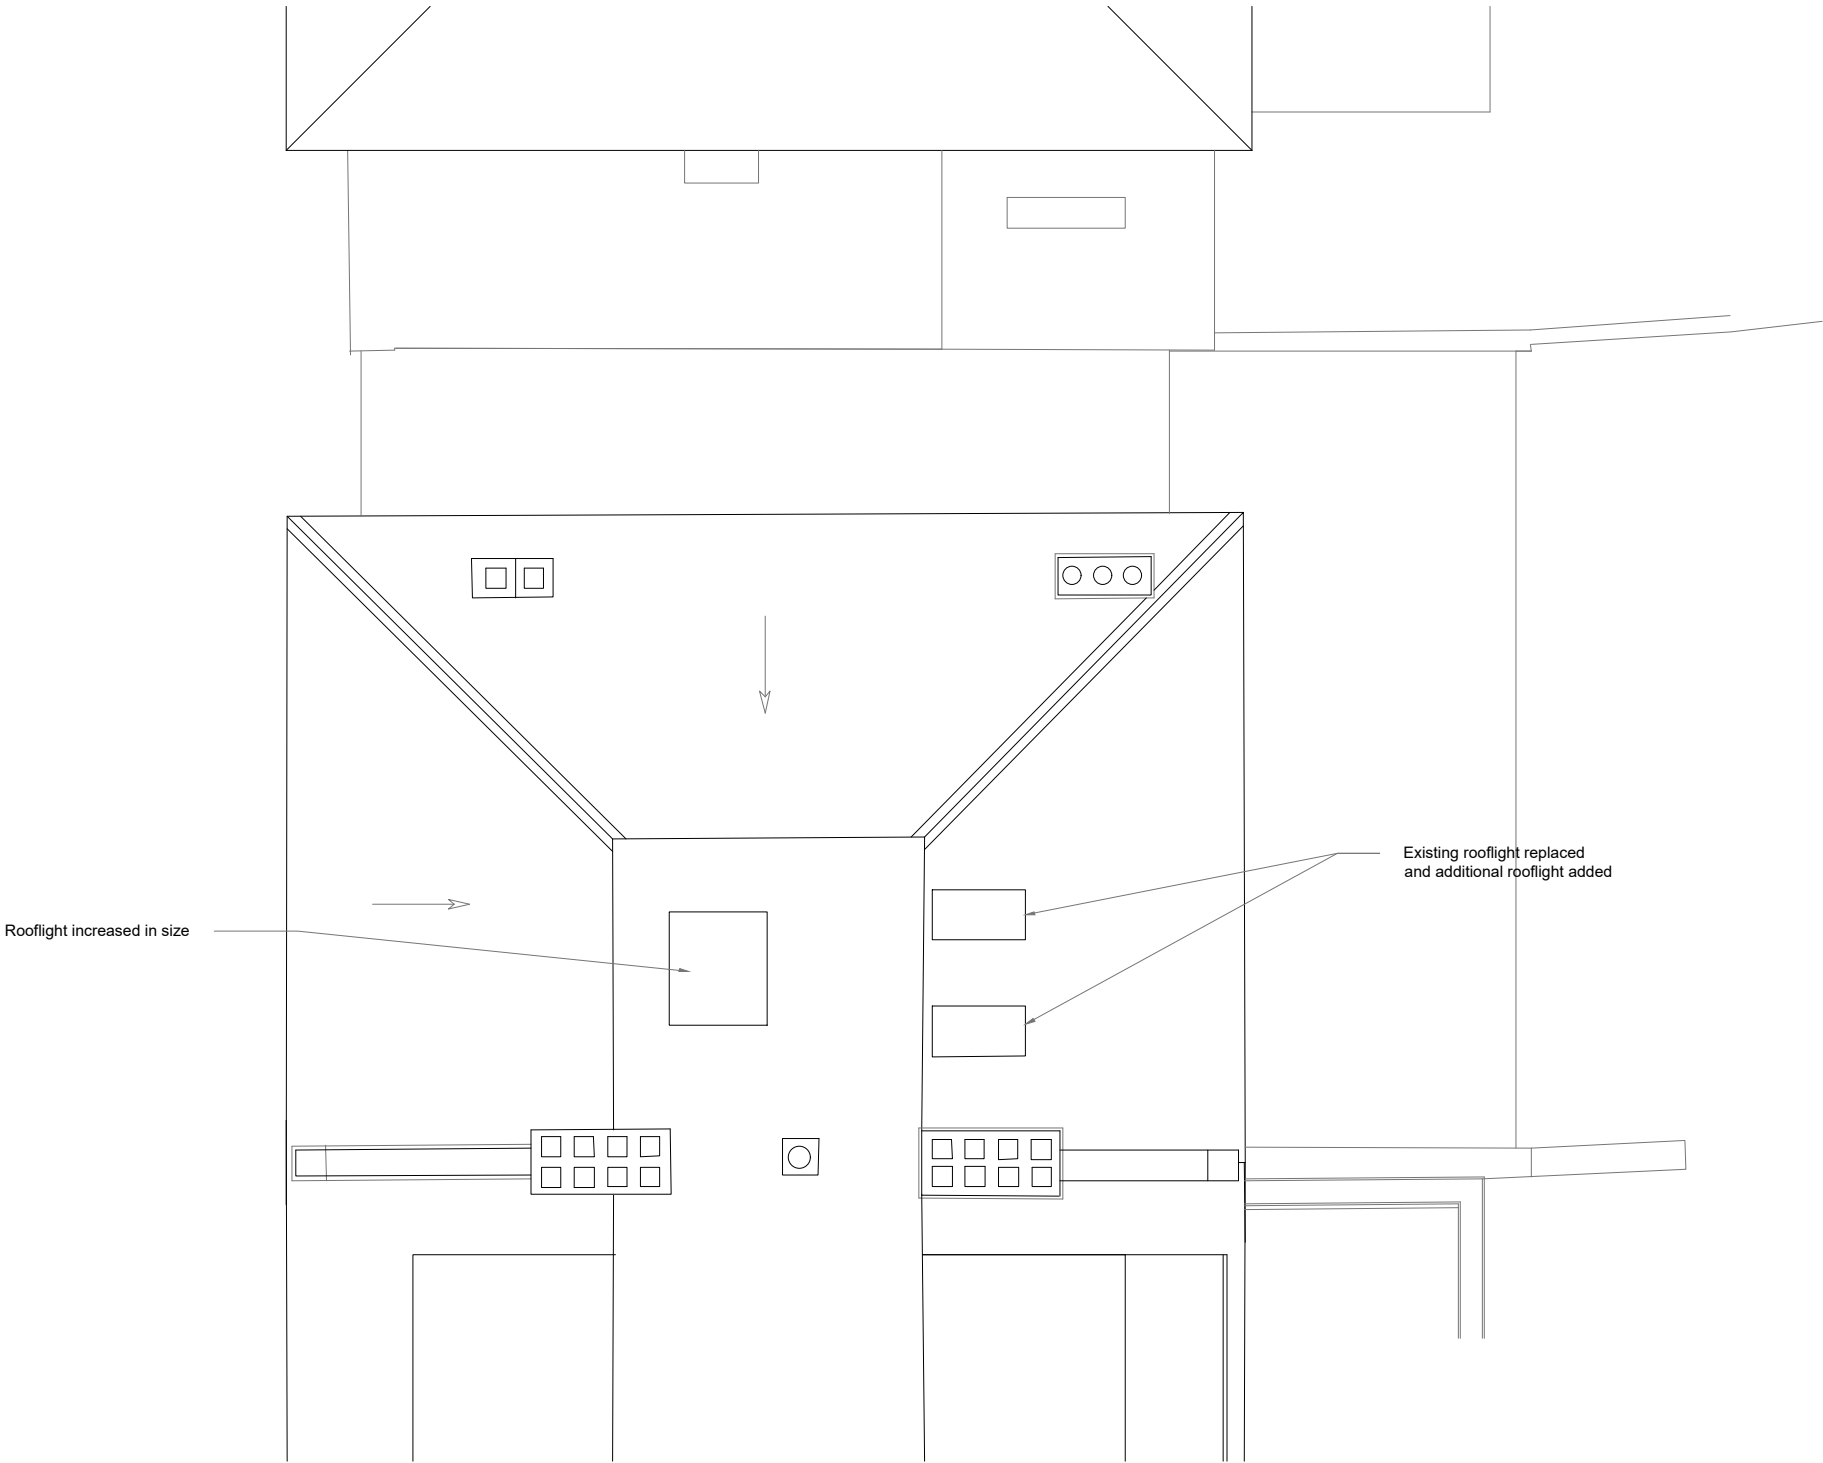 Existing rooflight replaced
and additional rooflight added
Rooflight increased in size